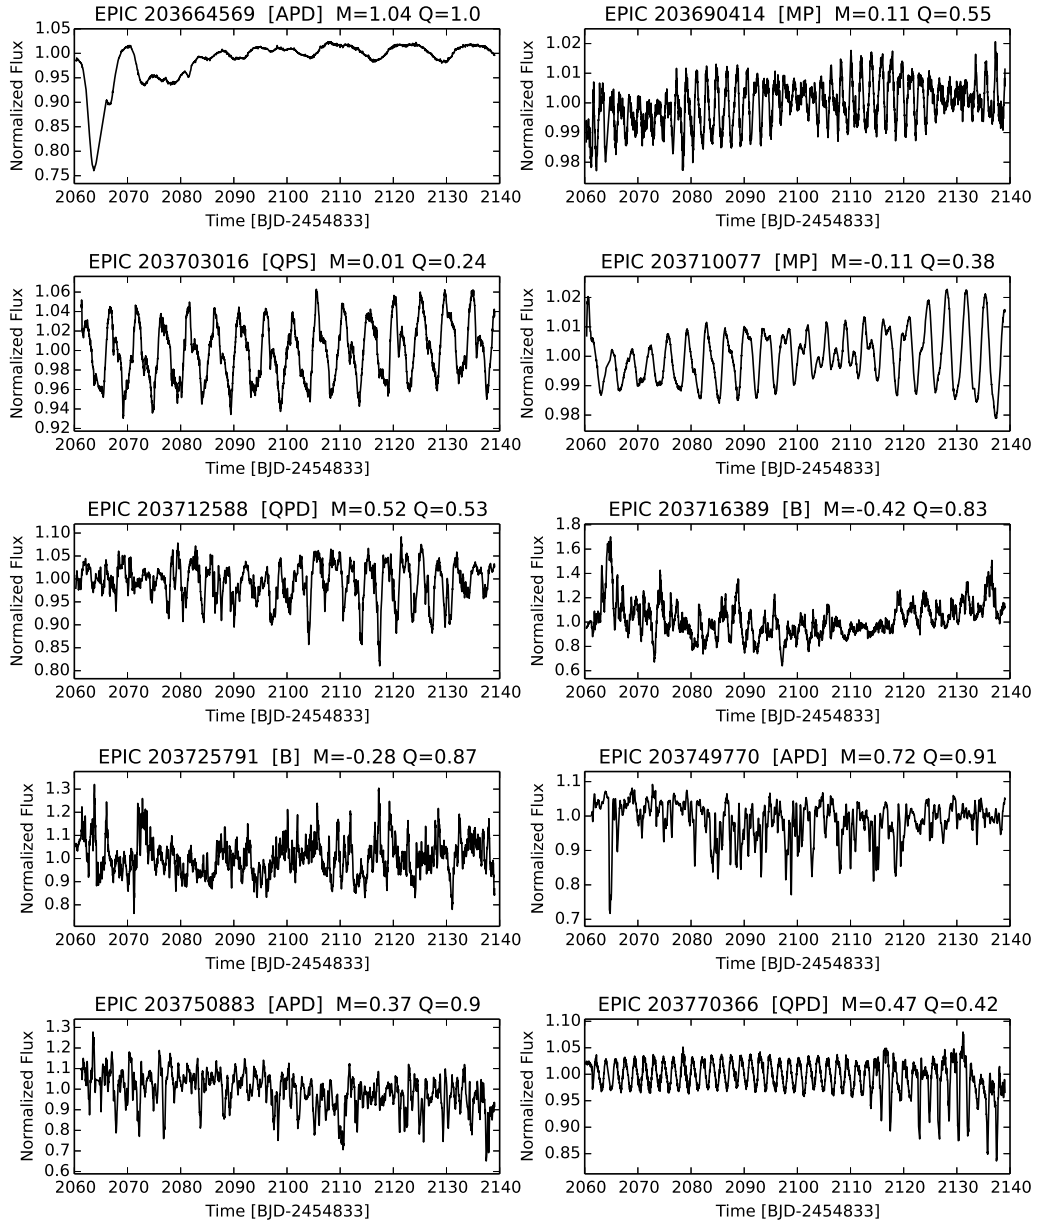 EPIC 203664569 [APD] M=1.04 Q=1.0
Normalized Flux
1.05
1.00
0.95
0.90
0.85
0.80
0.75
2060 2070 2080 2090 2100 2110 2120 2130 2140
Time [BJD-2454833]
EPIC 203690414 [MP] M=0.11 Q=0.55
Normalized Flux
1.02
1.01
1.00
0.99
0.98
2060 2070 2080 2090 2100 2110 2120 2130 2140
Time [BJD-2454833]
EPIC 203703016 [QPS] M=0.01 Q=0.24
Normalized Flux
1.06
1.04
1.02
1.00
0.98
0.96
0.94
0.92
2060 2070 2080 2090 2100 2110 2120 2130 2140
Time [BJD-2454833]
EPIC 203710077 [MP] M=-0.11 Q=0.38
Normalized Flux
1.02
1.01
1.00
0.99
0.98
2060 2070 2080 2090 2100 2110 2120 2130 2140
Time [BJD-2454833]
EPIC 203712588 [QPD] M=0.52 Q=0.53
Normalized Flux
1.10
1.05
1.00
0.95
0.90
0.85
0.80
2060 2070 2080 2090 2100 2110 2120 2130 2140
Time [BJD-2454833]
EPIC 203716389 [B] M=-0.42 Q=0.83
Normalized Flux
1.8
1.6
1.4
1.2
1.0
0.8
0.6
2060 2070 2080 2090 2100 2110 2120 2130 2140
Time [BJD-2454833]
EPIC 203725791 [B] M=-0.28 Q=0.87
Normalized Flux
1.3
1.2
1.1
1.0
0.9
0.8
2060 2070 2080 2090 2100 2110 2120 2130 2140
Time [BJD-2454833]
EPIC 203749770 [APD] M=0.72 Q=0.91
Normalized Flux
1.1
1.0
0.9
0.8
0.7
2060 2070 2080 2090 2100 2110 2120 2130 2140
Time [BJD-2454833]
EPIC 203750883 [APD] M=0.37 Q=0.9
Normalized Flux
1.3
1.2
1.1
1.0
0.9
0.8
0.7
0.6
2060 2070 2080 2090 2100 2110 2120 2130 2140
Time [BJD-2454833]
EPIC 203770366 [QPD] M=0.47 Q=0.42
Normalized Flux
1.10
1.05
1.00
0.95
0.90
0.85
2060 2070 2080 2090 2100 2110 2120 2130 2140
Time [BJD-2454833]